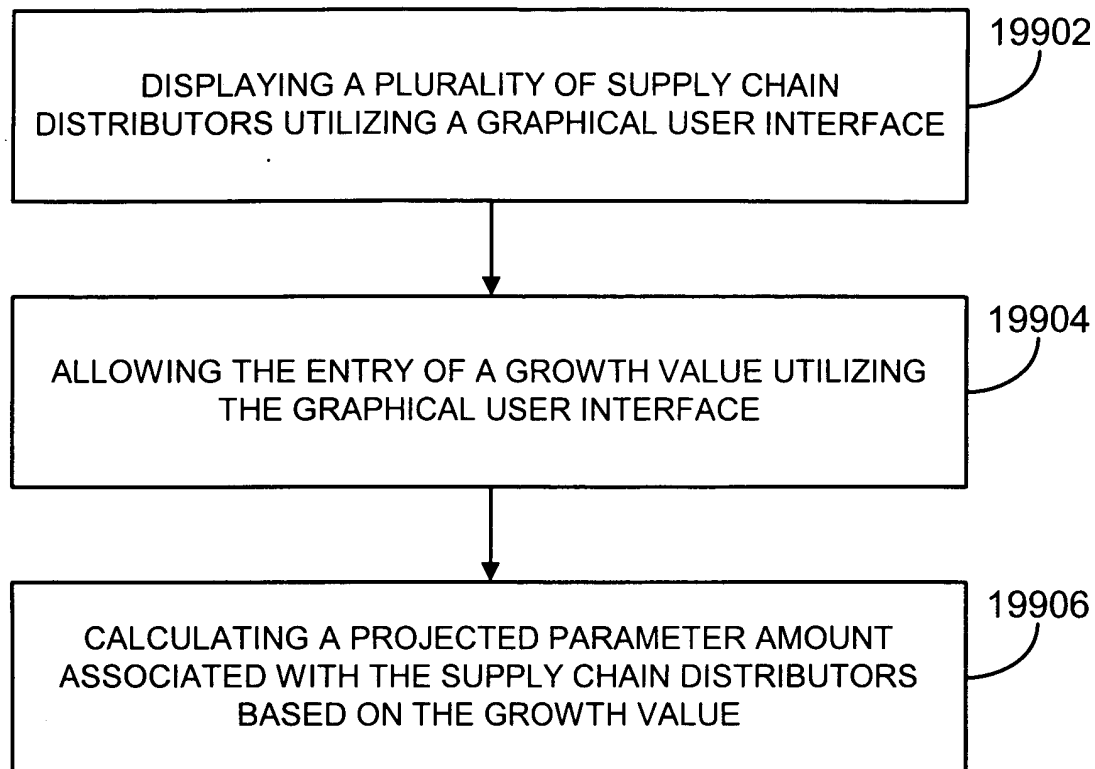 19902
DISPLAYING A PLURALITY OF SUPPLY CHAIN
DISTRIBUTORS UTILIZING A GRAPHICAL USER INTERFACE
19904
ALLOWING THE ENTRY OF A GROWTH VALUE UTILIZING
THE GRAPHICAL USER INTERFACE
19906
CALCULATING A PROJECTED PARAMETER AMOUNT
ASSOCIATED WITH THE SUPPLY CHAIN DISTRIBUTORS
BASED ON THE GROWTH VALUE